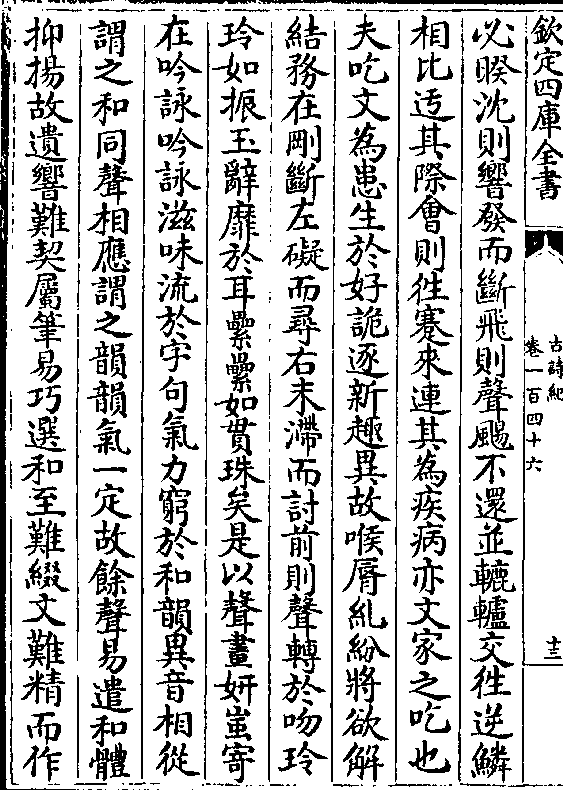 欽定四庫全書
古詩紀
卷一百四十六
十三
必暌沈則響發而斷飛則聲颺不還並轆轤交徃逆鱗
相比迃其際㑹則徃蹇來連其為疾病亦文家之吃也
夫吃文為患生於好詭逐新趣異故喉脣糺紛將欲解
結務在剛斷左礙而尋右末滯而討前則聲轉於吻玲
玲如振玉辭靡於耳纍纍如貫珠矣是以聲畫妍蚩寄
在吟詠吟詠滋味流於字句氣力窮於和韻異音相從
謂之和同聲相應謂之韻韻氣一定故餘聲易遣和體
抑揚故遺響難契屬筆易巧選和至難綴文難精而作